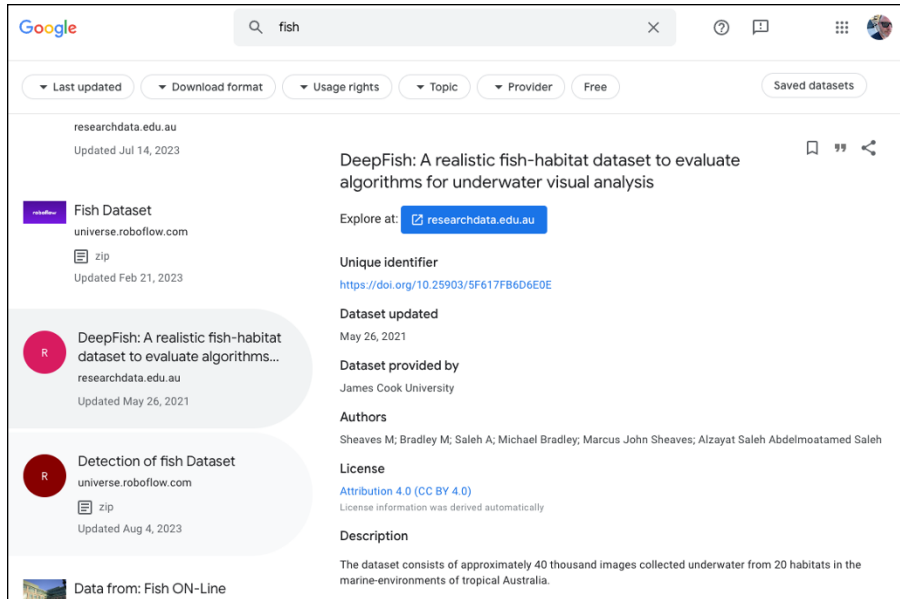 Google
fish
Last updated
Download format
Usage rights
Topic
Provider
Free
Saved datasets
researchdata.edu.au
Updated Jul 14, 2023
roboflow
Fish Dataset
universe.roboflow.com
zip
Updated Feb 21, 2023
R
DeepFish: A realistic fish-habitat
dataset to evaluate algorithms...
researchdata.edu.au
Updated May 26, 2021
R
Detection of fish Dataset
universe.roboflow.com
zip
Updated Aug 4, 2023
Data from: Fish ON-Line
DeepFish: A realistic fish-habitat dataset to evaluate
algorithms for underwater visual analysis
Explore at: researchdata.edu.au
Unique identifier
https://doi.org/10.25903/5F617FB6D6E0E
Dataset updated
May 26, 2021
Dataset provided by
James Cook University
Authors
Sheaves M; Bradley M; Saleh A; Michael Bradley; Marcus John Sheaves; Alzayat Saleh Abdelmoatamed Saleh
License
Attribution 4.0 (CC BY 4.0)
License information was derived automatically
Description
The dataset consists of approximately 40 thousand images collected underwater from 20 habitats in the
marine-environments of tropical Australia.